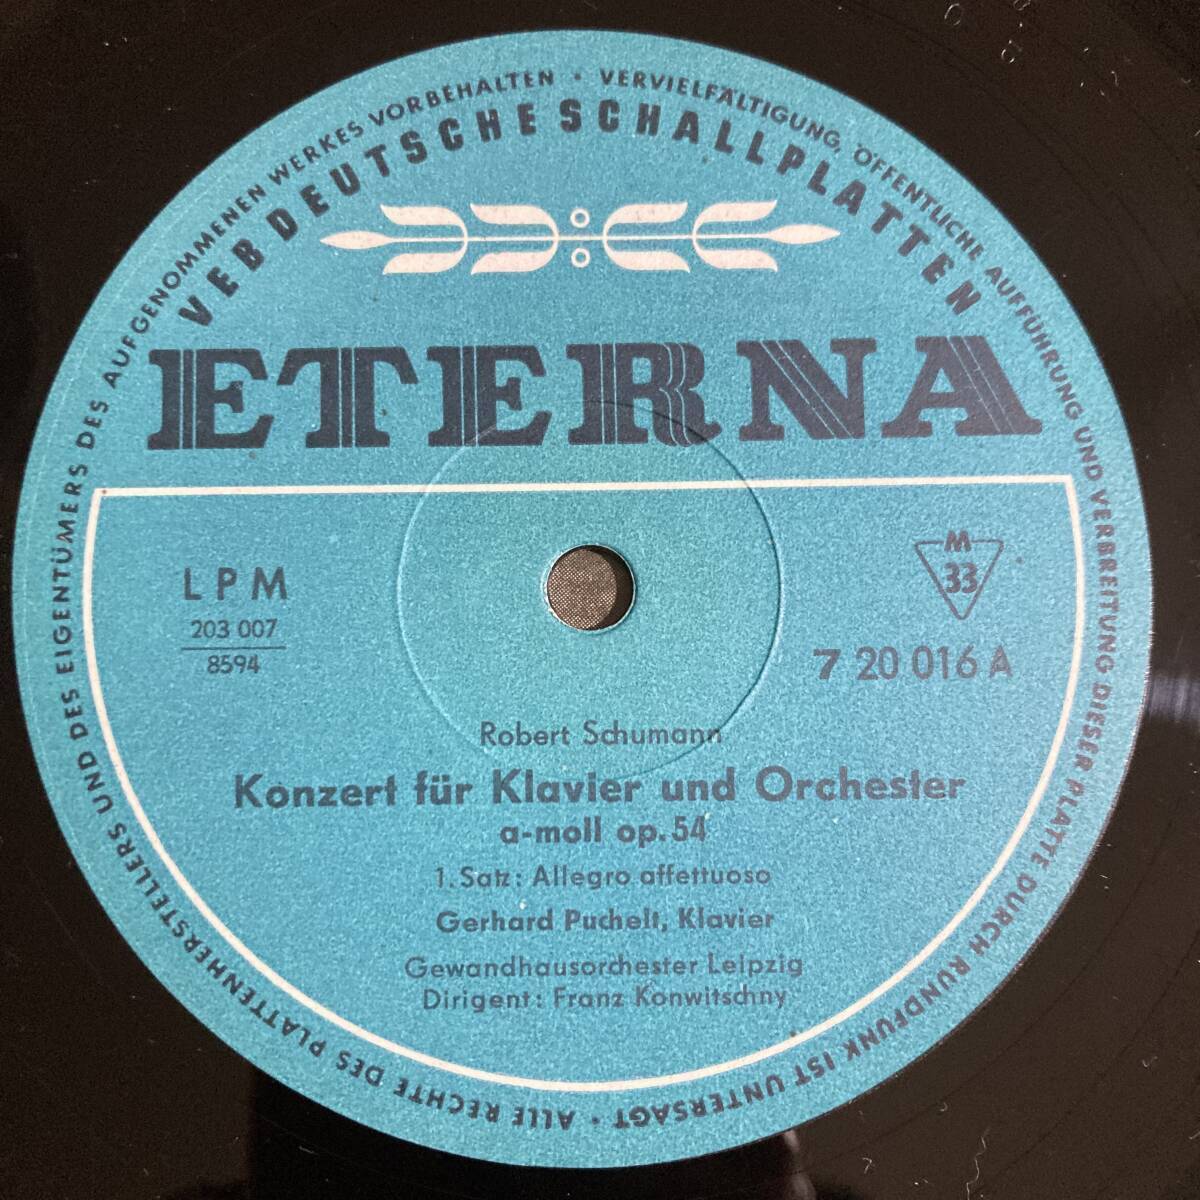 ALLE RECHTE DES PLATTENHERSTELLERS UND DES EIGENTÜMERS DES AUFGENOMMENEN WERKES VORBEHALTEN · VERVIELFÄLTIGUNG, ÖFFENTLICHE AUFFÜHRUNG UND VERBREITUNG DIESER PLATTE DURCH RUNDFUNK IST UNTERSAGT ·
VEB DEUTSCHE SCHALLPLATTEN
ETERNA
LPM
203 007
8594
M
33
7 20 016 A
Robert Schumann
Konzert für Klavier und Orchester
a-moll op. 54
1. Satz: Allegro affettuoso
Gerhard Puchelt, Klavier
Gewandhausorchester Leipzig
Dirigent: Franz Konwitschny